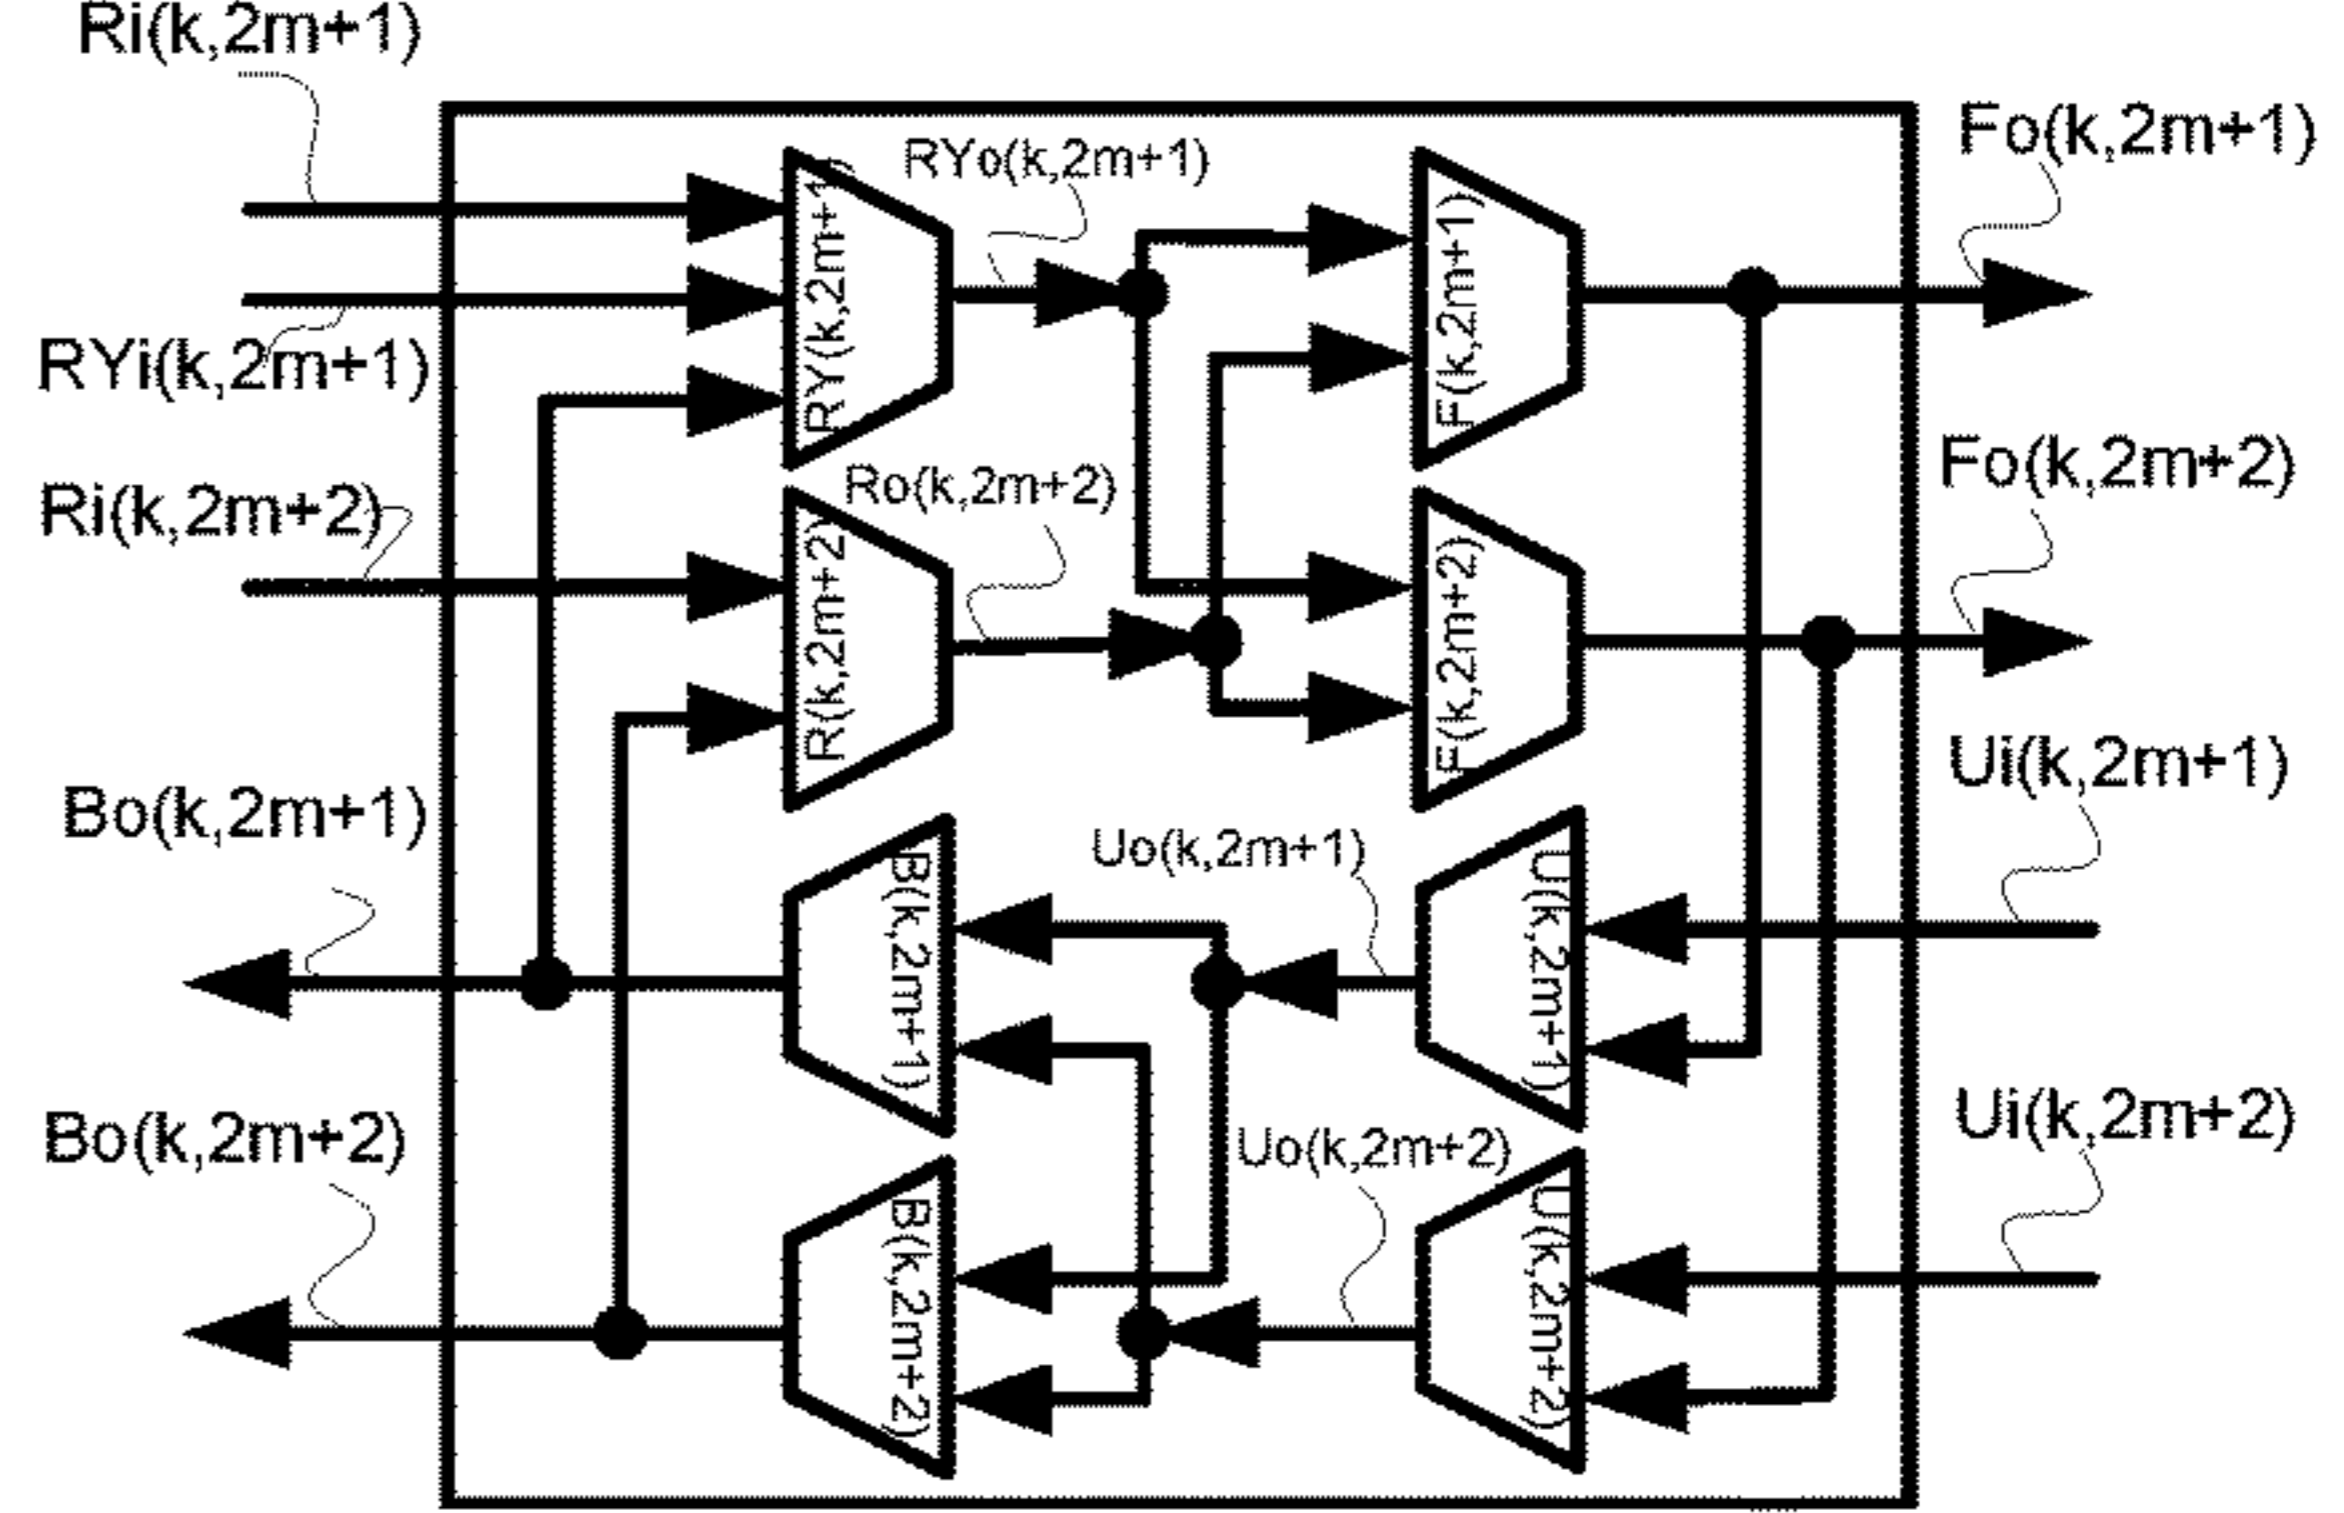 Ri(k,2m+1)
Fo(k,2m+1)
RYo(k,2m+1)
RY(k,2m+1)
F(k,2m+1)
RYi(k,2m+1)
Ri(k,2m+2)
Ro(k,2m+2)
Fo(k,2m+2)
R(k,2m+2)
F(k,2m+2)
Ui(k,2m+1)
Bo(k,2m+1)
Uo(k,2m+1)
B(k,2m+1)
U(k,2m+1)
Bo(k,2m+2)
Uo(k,2m+2)
Ui(k,2m+2)
B(k,2m+2)
U(k,2m+2)